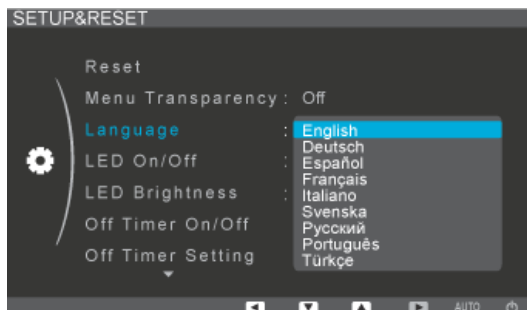 SETUP&RESET
Reset
Menu Transparency : Off
Language : English
Deutsch
LED On/Off : Español
Français
LED Brightness : Italiano
Svenska
Off Timer On/Off Русский
Português
Off Timer Setting Türkçe
AUTO